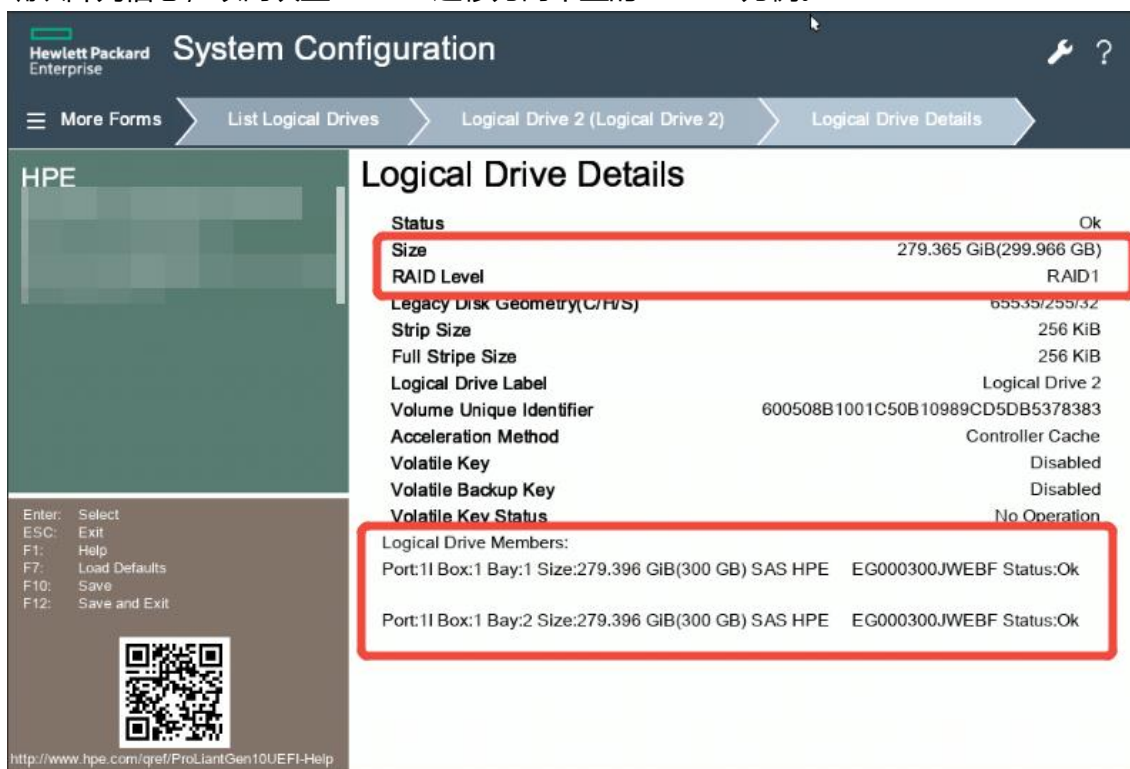 Hewlett Packard
Enterprise
System Configuration
?
More Forms
List Logical Drives
Logical Drive 2 (Logical Drive 2)
Logical Drive Details
HPE
Logical Drive Details
Status Ok
Size 279.365 GiB(299.966 GB)
RAID Level RAID1
Legacy Disk Geometry(C/H/S) 65535/255/32
Strip Size 256 KiB
Full Stripe Size 256 KiB
Logical Drive Label Logical Drive 2
Volume Unique Identifier 600508B1001C50B10989CD5DB5378383
Acceleration Method Controller Cache
Volatile Key Disabled
Volatile Backup Key Disabled
Volatile Key Status No Operation
Logical Drive Members:
Port:1I Box:1 Bay:1 Size:279.396 GiB(300 GB) SAS HPE EG000300JWEBF Status:Ok
Port:1I Box:1 Bay:2 Size:279.396 GiB(300 GB) SAS HPE EG000300JWEBF Status:Ok
Enter: Select
ESC: Exit
F1: Help
F7: Load Defaults
F10: Save
F12: Save and Exit
http://www.hpe.com/qref/ProLiantGen10UEFI-Help